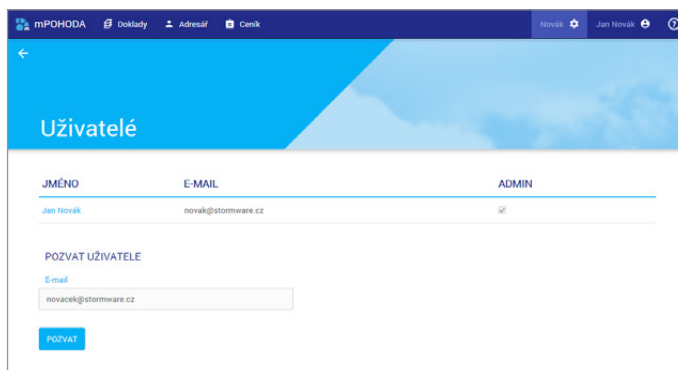 mPOHODA Doklady Adresář Ceník Novák Jan Novák
Uživatelé
JMÉNO E-MAIL ADMIN
Jan Novák novak@stormware.cz
POZVAT UŽIVATELE
E-mail
novacek@stormware.cz
POZVAT